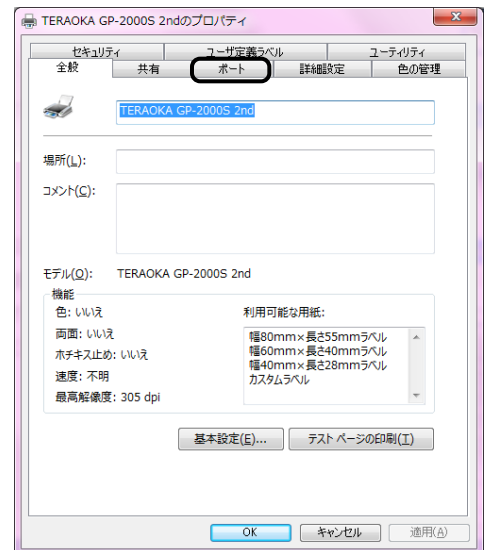 TERAOKA GP-2000S 2ndのプロパティ
セキュリティ ユーザ定義ラベル ユーティリティ
全般 共有 ポート 詳細設定 色の管理
TERAOKA GP-2000S 2nd
場所(L):
コメント(C):
モデル(O): TERAOKA GP-2000S 2nd
機能
色: いいえ 利用可能な用紙:
両面: いいえ
ホチキス止め: いいえ
速度: 不明
最高解像度: 305 dpi
幅80mm×長さ55mmラベル
幅60mm×長さ40mmラベル
幅40mm×長さ28mmラベル
カスタムラベル
基本設定(E)... テスト ページの印刷(T)
OK キャンセル 適用(A)